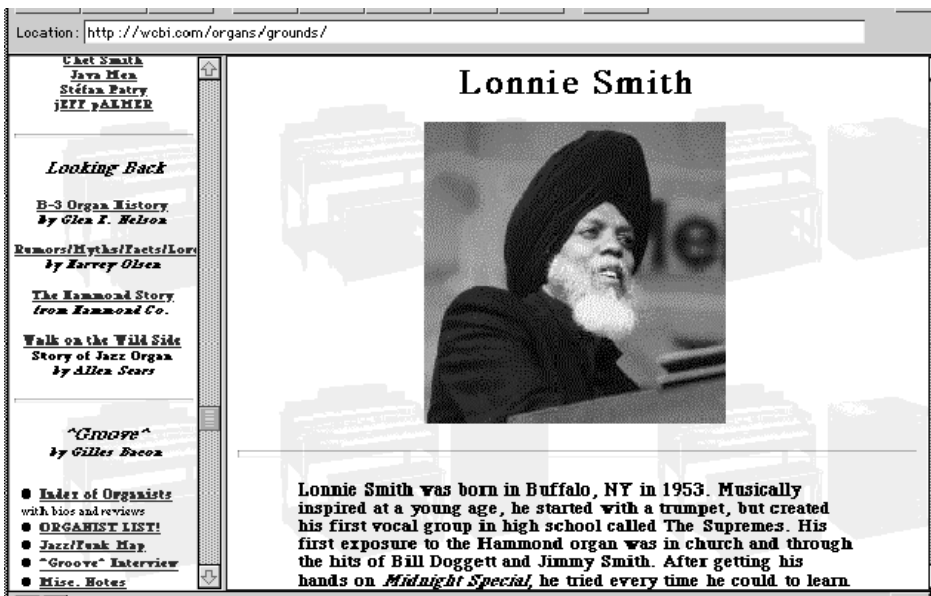 Location: http://wcbi.com/organs/grounds/
Chet Smith
Java Men
Stéfan Patry
jEFF pALMER
Looking Back
B-3 Organ History
by Glen E. Nelson
Rumors/Myths/Facts/Lore
by Harvey Olsen
The Hammond Story
from Hammond Co.
Walk on the Wild Side
Story of Jazz Organ
by Allen Sears
^Groove^
by Gilles Bacon
Index of Organists
with bios and reviews
ORGANIST LIST!
Jazz/Funk Map
^Groove^ Interview
Misc. Notes
Lonnie Smith
Mel
Lonnie Smith was born in Buffalo, NY in 1953. Musically
inspired at a young age, he started with a trumpet, but created
his first vocal group in high school called The Supremes. His
first exposure to the Hammond organ was in church and through
the hits of Bill Doggett and Jimmy Smith. After getting his
hands on Midnight Special, he tried every time he could to learn